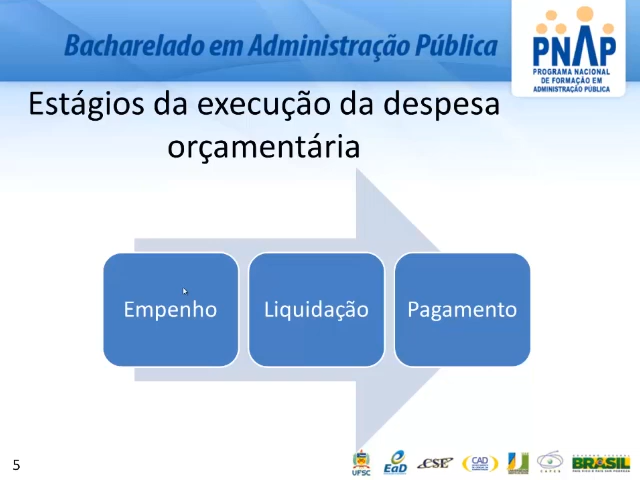 Bacharelado em Administração Pública
PNAP
PROGRAMA NACIONAL
DE FORMAÇÃO EM
ADMINISTRAÇÃO PÚBLICA
Estágios da execução da despesa
orçamentária
Empenho
Liquidação
Pagamento
5
UFSC
EaD
CSE
CAD
CAPES
BRASIL